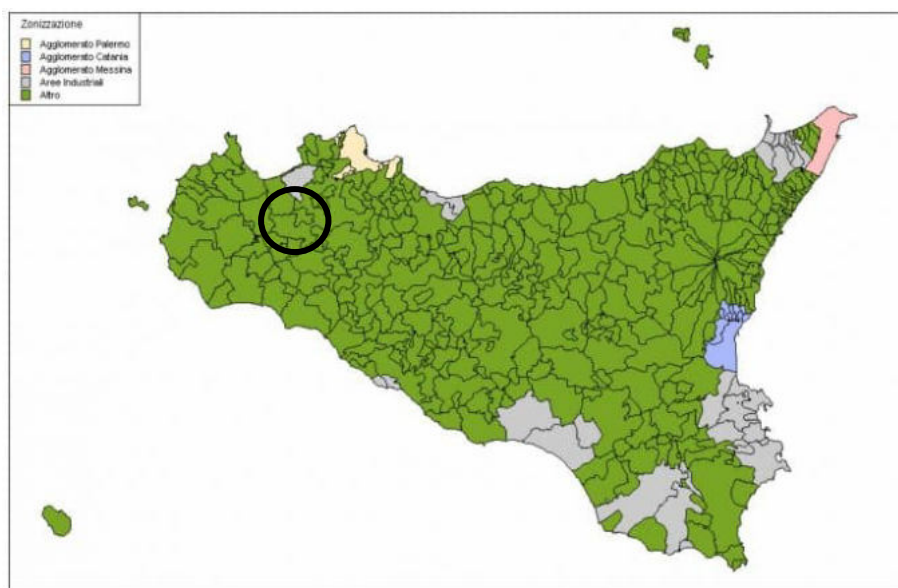 Zonizzazione
Agglomerato Palermo
Agglomerato Catania
Agglomerato Messina
Aree Industriali
Altro